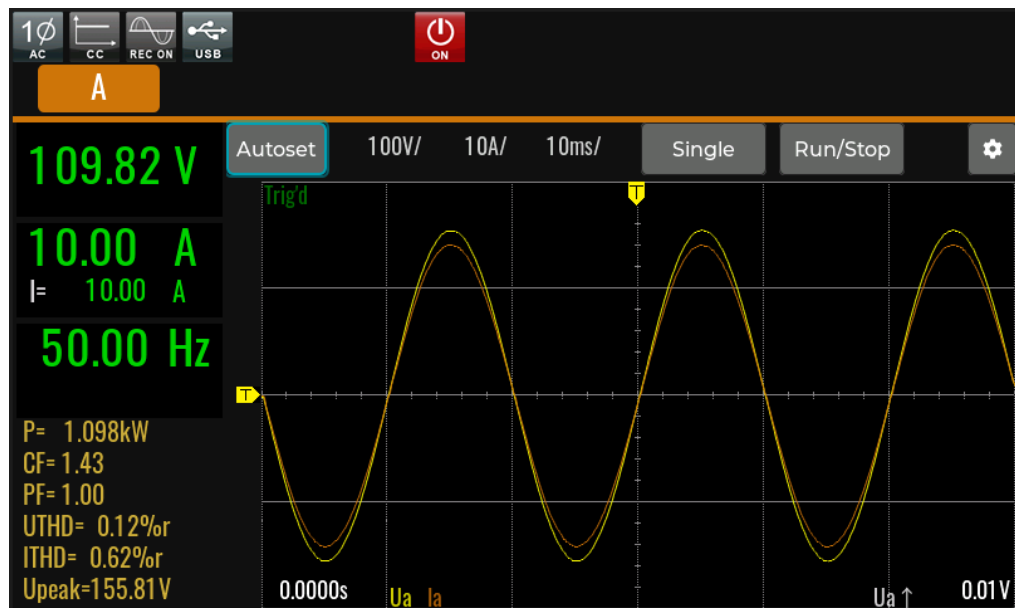 1Ø
AC
CC
REC ON
USB
ON
A
109.82 V
Autoset
100V/
10A/
10ms/
Single
Run/Stop
Trig'd
T
10.00 A
I= 10.00 A
50.00 Hz
T
P= 1.098kW
CF= 1.43
PF= 1.00
UTHD= 0.12%r
ITHD= 0.62%r
Upeak=155.81V
0.0000s
Ua
Ia
Ua ↑
0.01V